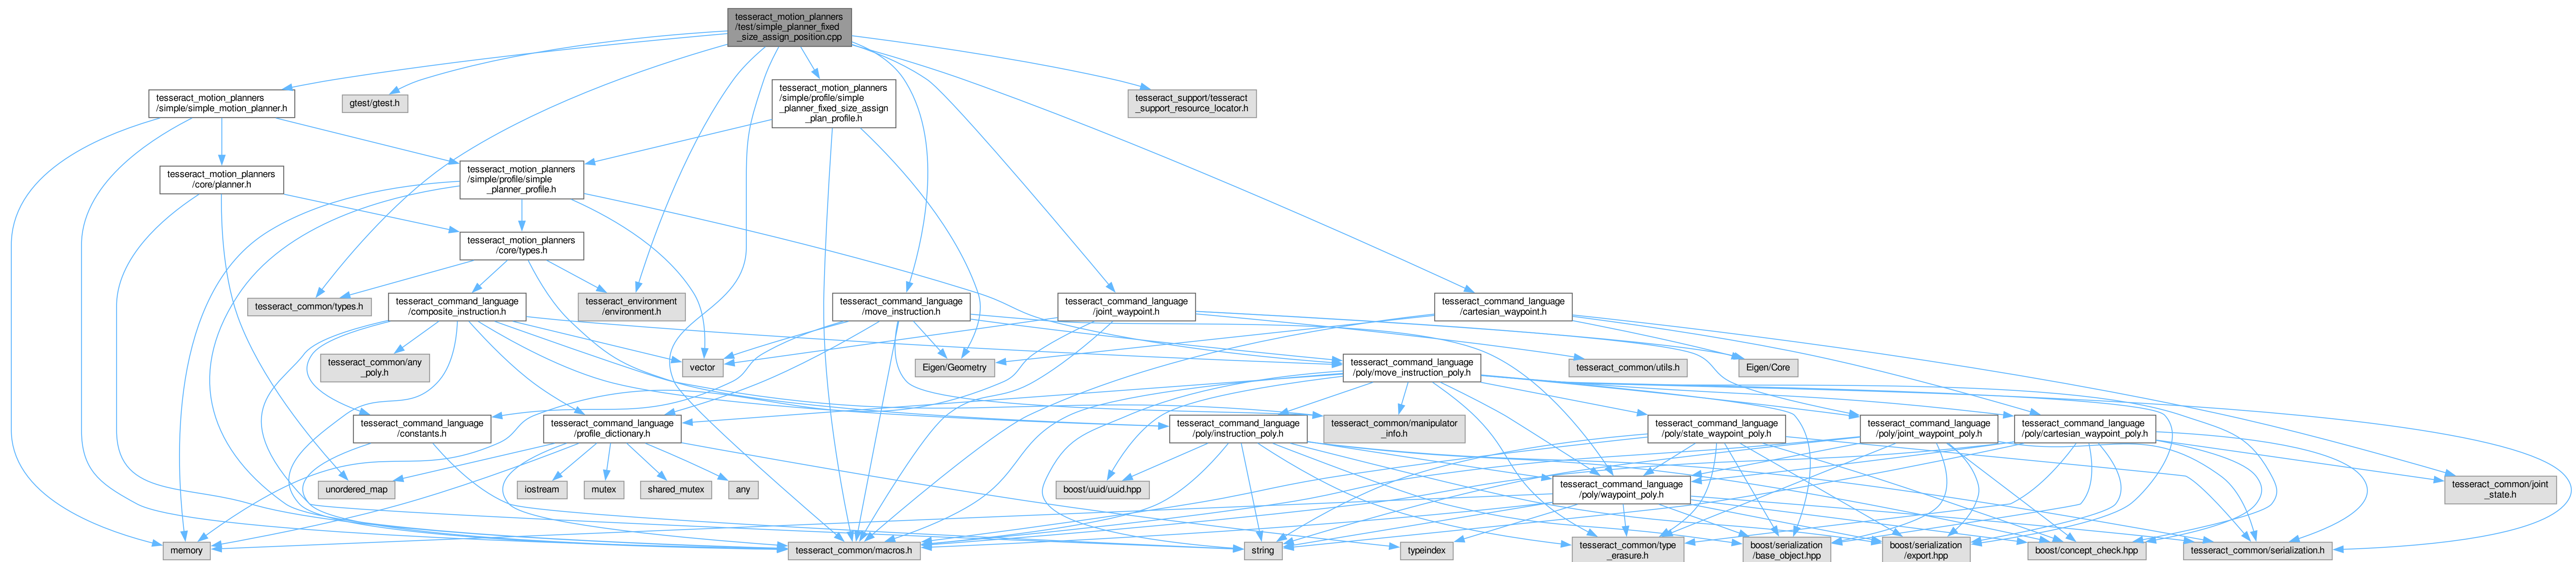 tesseract_motion_planners
/test/simple_planner_fixed
_size_assign_position.cpp
tesseract_motion_planners
/simple/simple_motion_planner.h
gtest/gtest.h
tesseract_motion_planners
/simple/profile/simple
_planner_fixed_size_assign
_plan_profile.h
tesseract_support/tesseract
_support_resource_locator.h
tesseract_motion_planners
/core/planner.h
tesseract_motion_planners
/simple/profile/simple
_planner_profile.h
tesseract_motion_planners
/core/types.h
tesseract_common/types.h
tesseract_command_language
/composite_instruction.h
tesseract_environment
/environment.h
tesseract_command_language
/move_instruction.h
tesseract_command_language
/joint_waypoint.h
tesseract_command_language
/cartesian_waypoint.h
tesseract_common/any
_poly.h
vector
Eigen/Geometry
tesseract_command_language
/poly/move_instruction_poly.h
tesseract_common/utils.h
Eigen/Core
tesseract_command_language
/constants.h
tesseract_command_language
/profile_dictionary.h
tesseract_command_language
/poly/instruction_poly.h
tesseract_common/manipulator
_info.h
tesseract_command_language
/poly/state_waypoint_poly.h
tesseract_command_language
/poly/joint_waypoint_poly.h
tesseract_command_language
/poly/cartesian_waypoint_poly.h
unordered_map
iostream
mutex
shared_mutex
any
boost/uuid/uuid.hpp
tesseract_command_language
/poly/waypoint_poly.h
tesseract_common/joint
_state.h
memory
tesseract_common/macros.h
string
typeindex
tesseract_common/type
_erasure.h
boost/serialization
/base_object.hpp
boost/serialization
/export.hpp
boost/concept_check.hpp
tesseract_common/serialization.h